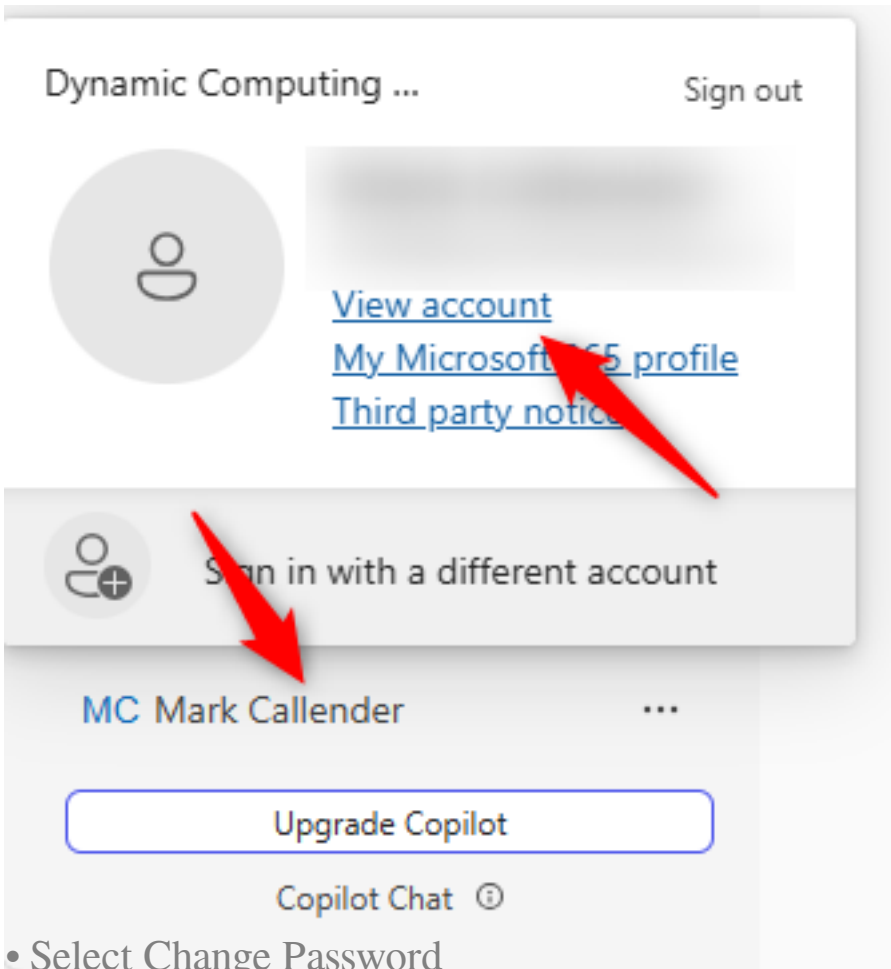 Dynamic Computing ...
Sign out
View account
My Microsoft 365 profile
Third party notice
Sign in with a different account
MC Mark Callender ...
Upgrade Copilot
Copilot Chat
• Select Change Password